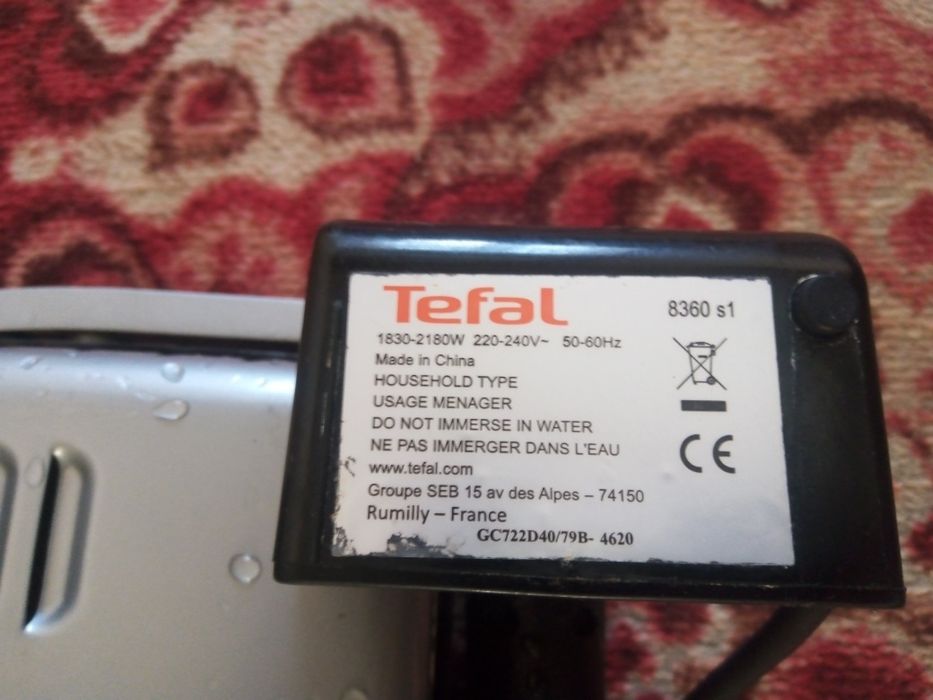 Tefal
8360 s1
1830-2180W 220-240V~ 50-60Hz
Made in China
HOUSEHOLD TYPE
USAGE MENAGER
DO NOT IMMERSE IN WATER
NE PAS IMMERGER DANS L'EAU
www.tefal.com
Groupe SEB 15 av des Alpes – 74150
Rumilly – France
GC722D40/79B- 4620
CE